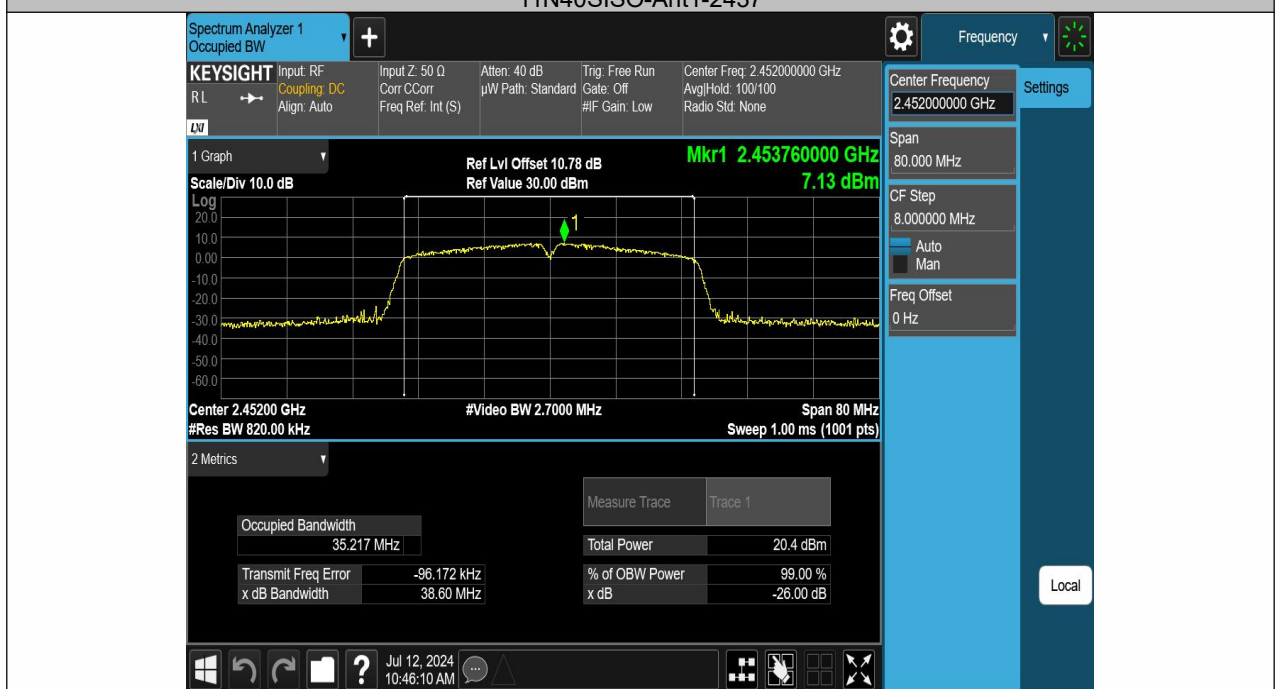 11N40SISO-Ant1-2437
Spectrum Analyzer 1
Occupied BW
+
Frequency
KEYSIGHT
RL
LXI
Input: RF
Coupling: DC
Align: Auto
Input Z: 50 Ω
Corr CCorr
Freq Ref: Int (S)
Atten: 40 dB
µW Path: Standard
Trig: Free Run
Gate: Off
#IF Gain: Low
Center Freq: 2.452000000 GHz
Avg|Hold: 100/100
Radio Std: None
Center Frequency
2.452000000 GHz
Settings
Span
80.000 MHz
CF Step
8.000000 MHz
Auto
Man
Freq Offset
0 Hz
Local
1 Graph
Scale/Div 10.0 dB
Ref Lvl Offset 10.78 dB
Ref Value 30.00 dBm
Mkr1 2.453760000 GHz
7.13 dBm
Log
20.0
10.0
0.00
-10.0
-20.0
-30.0
-40.0
-50.0
-60.0
1
Center 2.45200 GHz
#Video BW 2.7000 MHz
Span 80 MHz
#Res BW 820.00 kHz
Sweep 1.00 ms (1001 pts)
2 Metrics
Measure Trace Trace 1
Occupied Bandwidth
35.217 MHz
Total Power 20.4 dBm
Transmit Freq Error -96.172 kHz
% of OBW Power 99.00 %
x dB Bandwidth 38.60 MHz
x dB -26.00 dB
?
Jul 12, 2024
10:46:10 AM